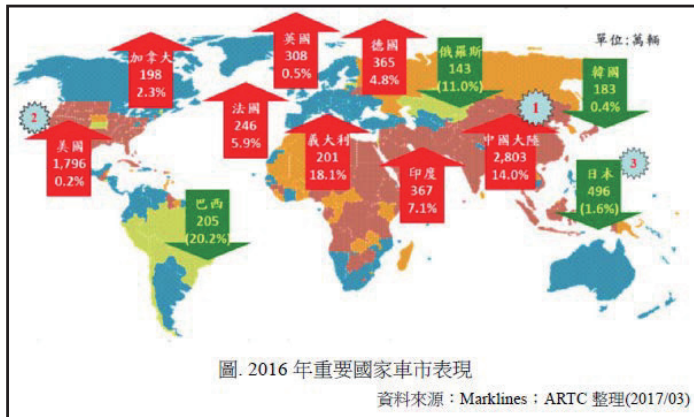 單位:萬輛
加拿大
198
2.3%
英國
308
0.5%
德國
365
4.8%
俄羅斯
143
(11.0%)
韓國
183
0.4%
2
美國
1,796
0.2%
法國
246
5.9%
義大利
201
18.1%
印度
367
7.1%
1
中國大陸
2,803
14.0%
3
日本
496
(1.6%)
巴西
205
(20.2%)
圖. 2016 年重要國家車市表現
資料來源：Marklines；ARTC 整理(2017/03)